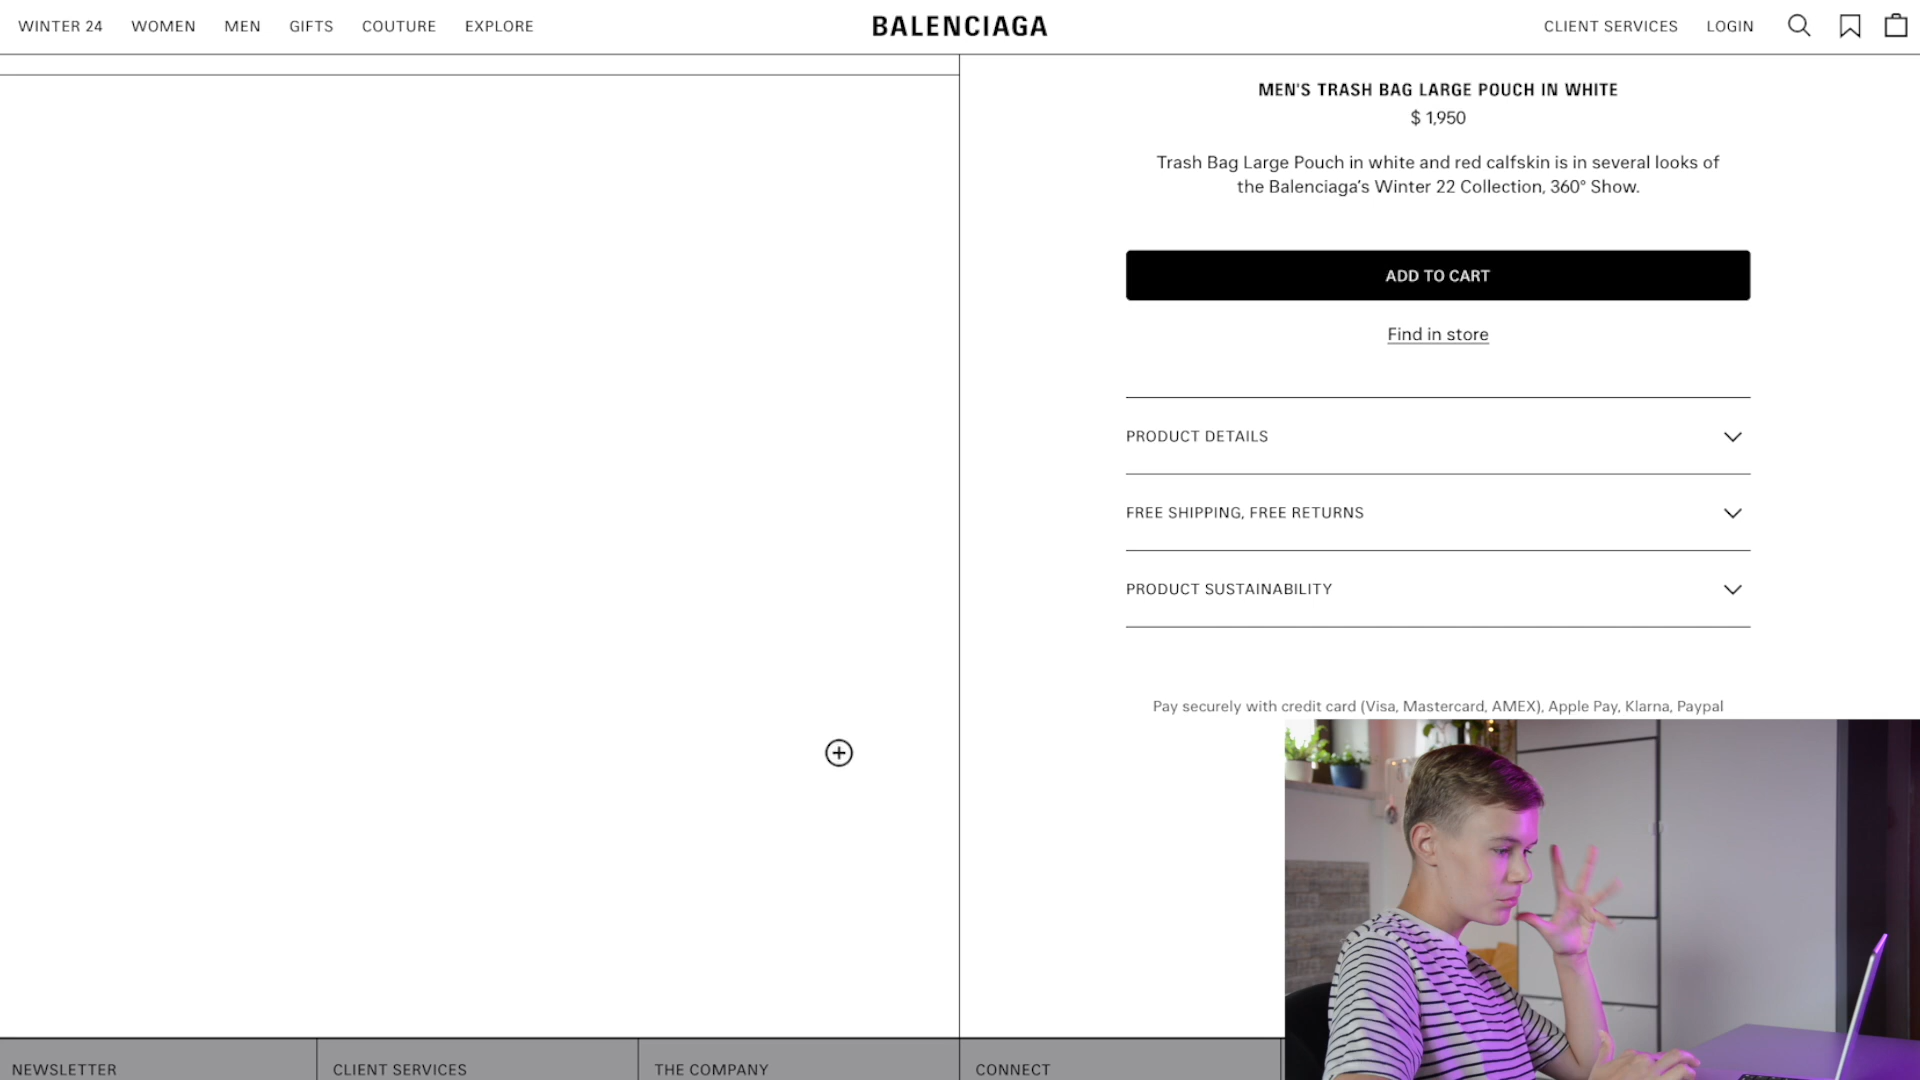 WINTER 24 WOMEN MEN GIFTS COUTURE EXPLORE BALENCIAGA CLIENT SERVICES LOGIN
MEN'S TRASH BAG LARGE POUCH IN WHITE
$ 1,950
Trash Bag Large Pouch in white and red calfskin is in several looks of
the Balenciaga’s Winter 22 Collection, 360° Show.
ADD TO CART
Find in store
PRODUCT DETAILS
FREE SHIPPING, FREE RETURNS
PRODUCT SUSTAINABILITY
Pay securely with credit card (Visa, Mastercard, AMEX), Apple Pay, Klarna, Paypal
NEWSLETTER CLIENT SERVICES THE COMPANY CONNECT